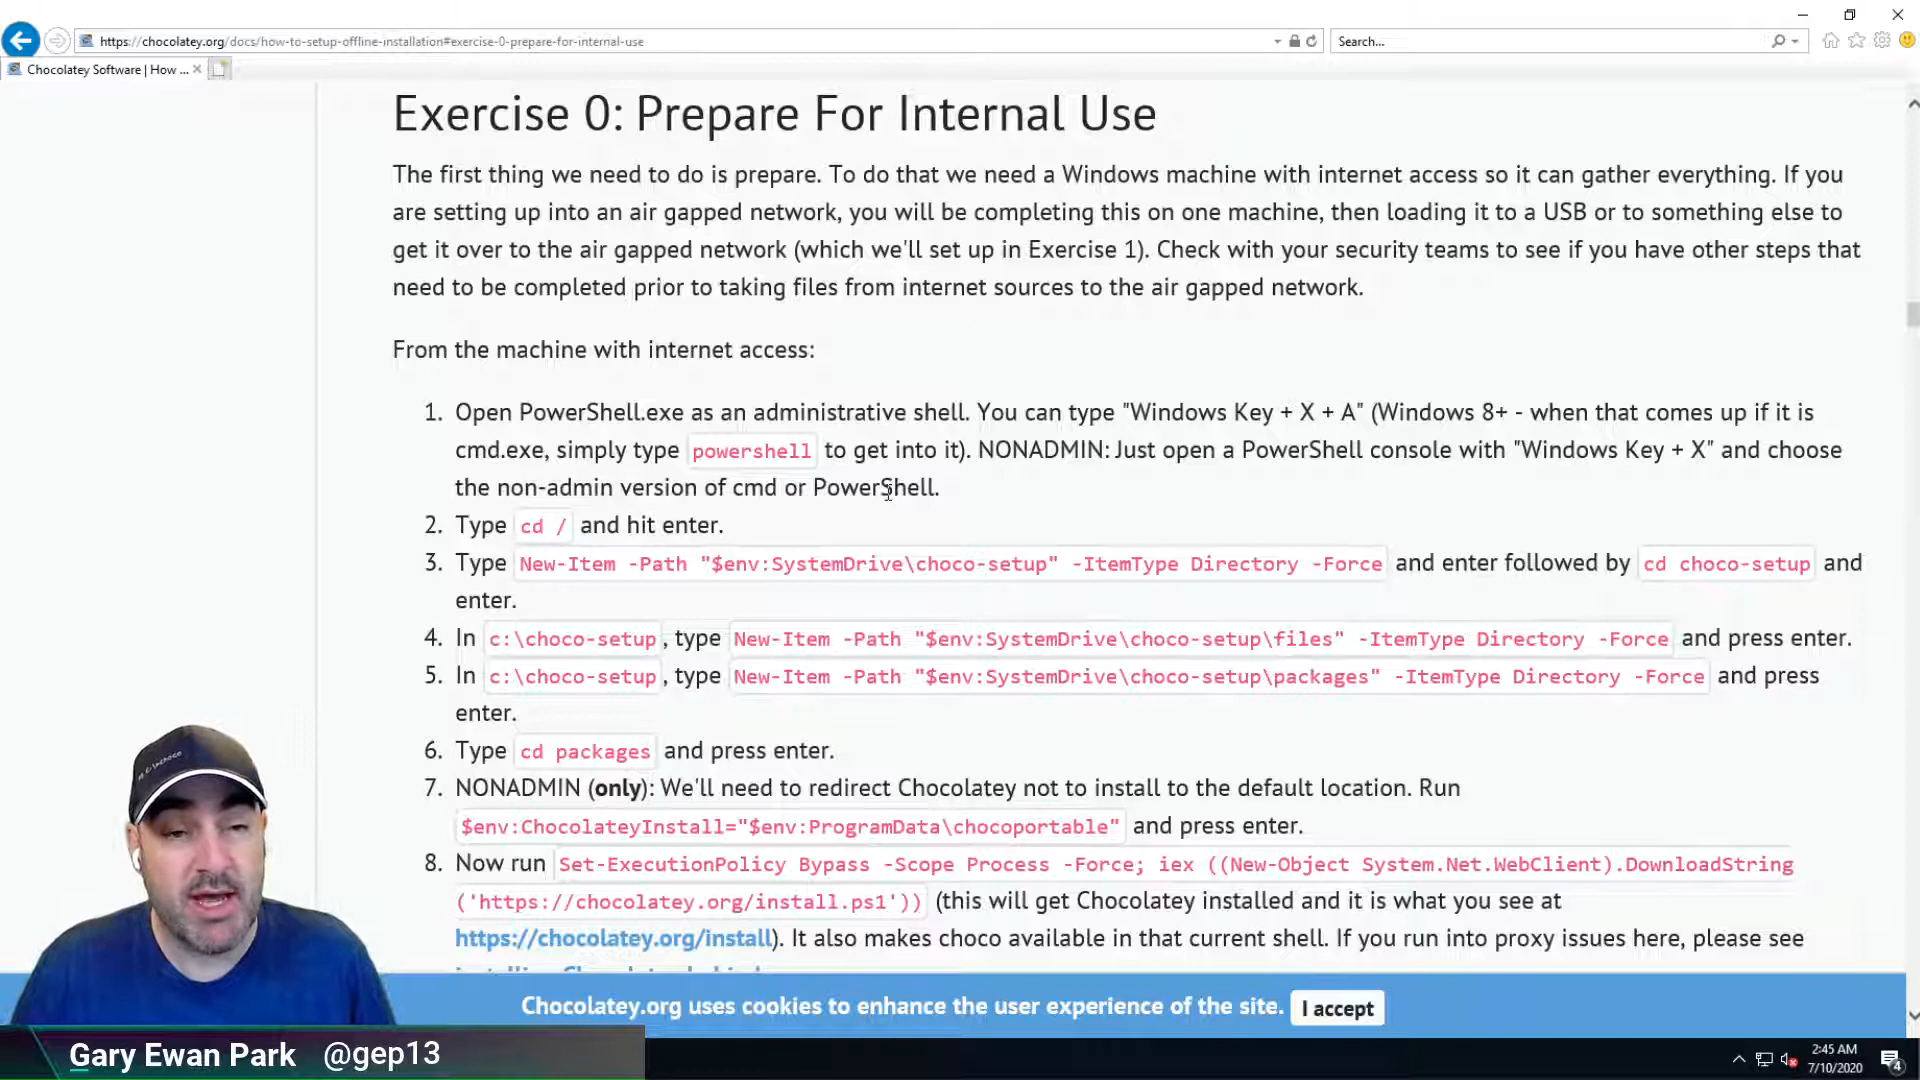 https://chocolatey.org/docs/how-to-setup-offline-installation#exercise-0-prepare-for-internal-use
Search...
Chocolatey Software | How ...
Exercise 0: Prepare For Internal Use
The first thing we need to do is prepare. To do that we need a Windows machine with internet access so it can gather everything. If you
are setting up into an air gapped network, you will be completing this on one machine, then loading it to a USB or to something else to
get it over to the air gapped network (which we'll set up in Exercise 1). Check with your security teams to see if you have other steps that
need to be completed prior to taking files from internet sources to the air gapped network.
From the machine with internet access:
1. Open PowerShell.exe as an administrative shell. You can type "Windows Key + X + A" (Windows 8+ - when that comes up if it is
cmd.exe, simply type powershell to get into it). NONADMIN: Just open a PowerShell console with "Windows Key + X" and choose
the non-admin version of cmd or PowerShell.
2. Type cd / and hit enter.
3. Type New-Item -Path "$env:SystemDrive\choco-setup" -ItemType Directory -Force and enter followed by cd choco-setup and
enter.
4. In c:\choco-setup, type New-Item -Path "$env:SystemDrive\choco-setup\files" -ItemType Directory -Force and press enter.
5. In c:\choco-setup, type New-Item -Path "$env:SystemDrive\choco-setup\packages" -ItemType Directory -Force and press
enter.
6. Type cd packages and press enter.
7. NONADMIN (only): We'll need to redirect Chocolatey not to install to the default location. Run
$env:ChocolateyInstall="$env:ProgramData\chocoportable" and press enter.
8. Now run Set-ExecutionPolicy Bypass -Scope Process -Force; iex ((New-Object System.Net.WebClient).DownloadString
('https://chocolatey.org/install.ps1')) (this will get Chocolatey installed and it is what you see at
https://chocolatey.org/install). It also makes choco available in that current shell. If you run into proxy issues here, please see
Chocolatey.org uses cookies to enhance the user experience of the site. I accept
Gary Ewan Park @gep13
2:45 AM
7/10/2020
4